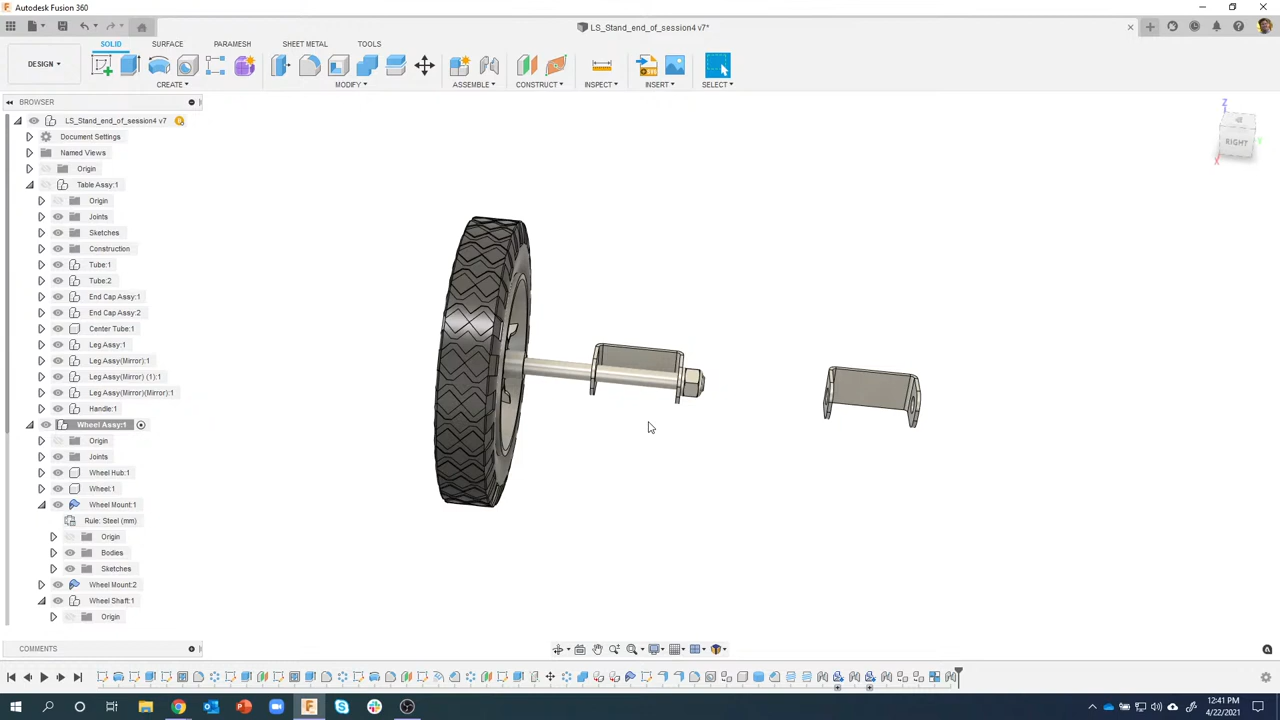 Autodesk Fusion 360
LS_Stand_end_of_session4 v7*
DESIGN
SOLID SURFACE PARAMESH SHEET METAL TOOLS
CREATE MODIFY ASSEMBLE CONSTRUCT INSPECT INSERT SELECT
BROWSER
LS_Stand_end_of_session4 v7
Document Settings
Named Views
Origin
Table Assy:1
Origin
Joints
Sketches
Construction
Tube:1
Tube:2
End Cap Assy:1
End Cap Assy:2
Center Tube:1
Leg Assy:1
Leg Assy(Mirror):1
Leg Assy(Mirror) (1):1
Leg Assy(Mirror)(Mirror):1
Handle:1
Wheel Assy:1
Origin
Joints
Wheel Hub:1
Wheel:1
Wheel Mount:1
Rule: Steel (mm)
Origin
Bodies
Sketches
Wheel Mount:2
Wheel Shaft:1
Origin
Z
RIGHT
X
Y
COMMENTS
12:41 PM
4/22/2021